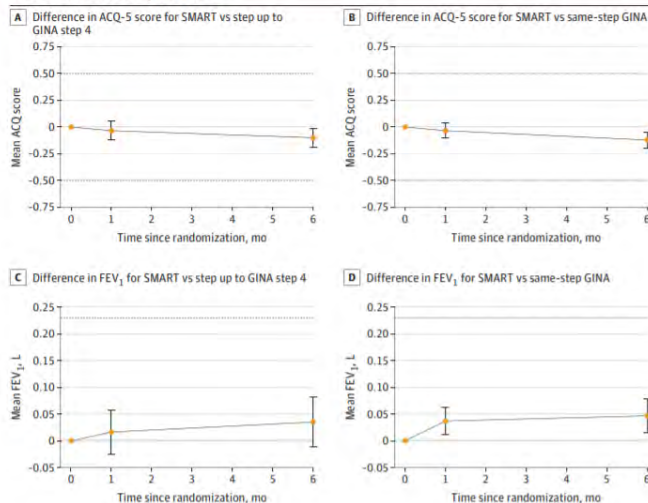 A Difference in ACQ-5 score for SMART vs step up to
GINA step 4
0.75
0.50
0.25
0
-0.25
-0.50
-0.75
Mean ACQ score
0 1 2 3 4 5 6
Time since randomization, mo
B Difference in ACQ-5 score for SMART vs same-step GINA
0.75
0.50
0.25
0
-0.25
-0.50
-0.75
Mean ACQ score
0 1 2 3 4 5 6
Time since randomization, mo
C Difference in FEV1 for SMART vs step up to GINA step 4
0.25
0.20
0.15
0.10
0.05
0
-0.05
Mean FEV1, L
0 1 2 3 4 5 6
Time since randomization, mo
D Difference in FEV1 for SMART vs same-step GINA
0.25
0.20
0.15
0.10
0.05
0
-0.05
Mean FEV1, L
0 1 2 3 4 5 6
Time since randomization, mo